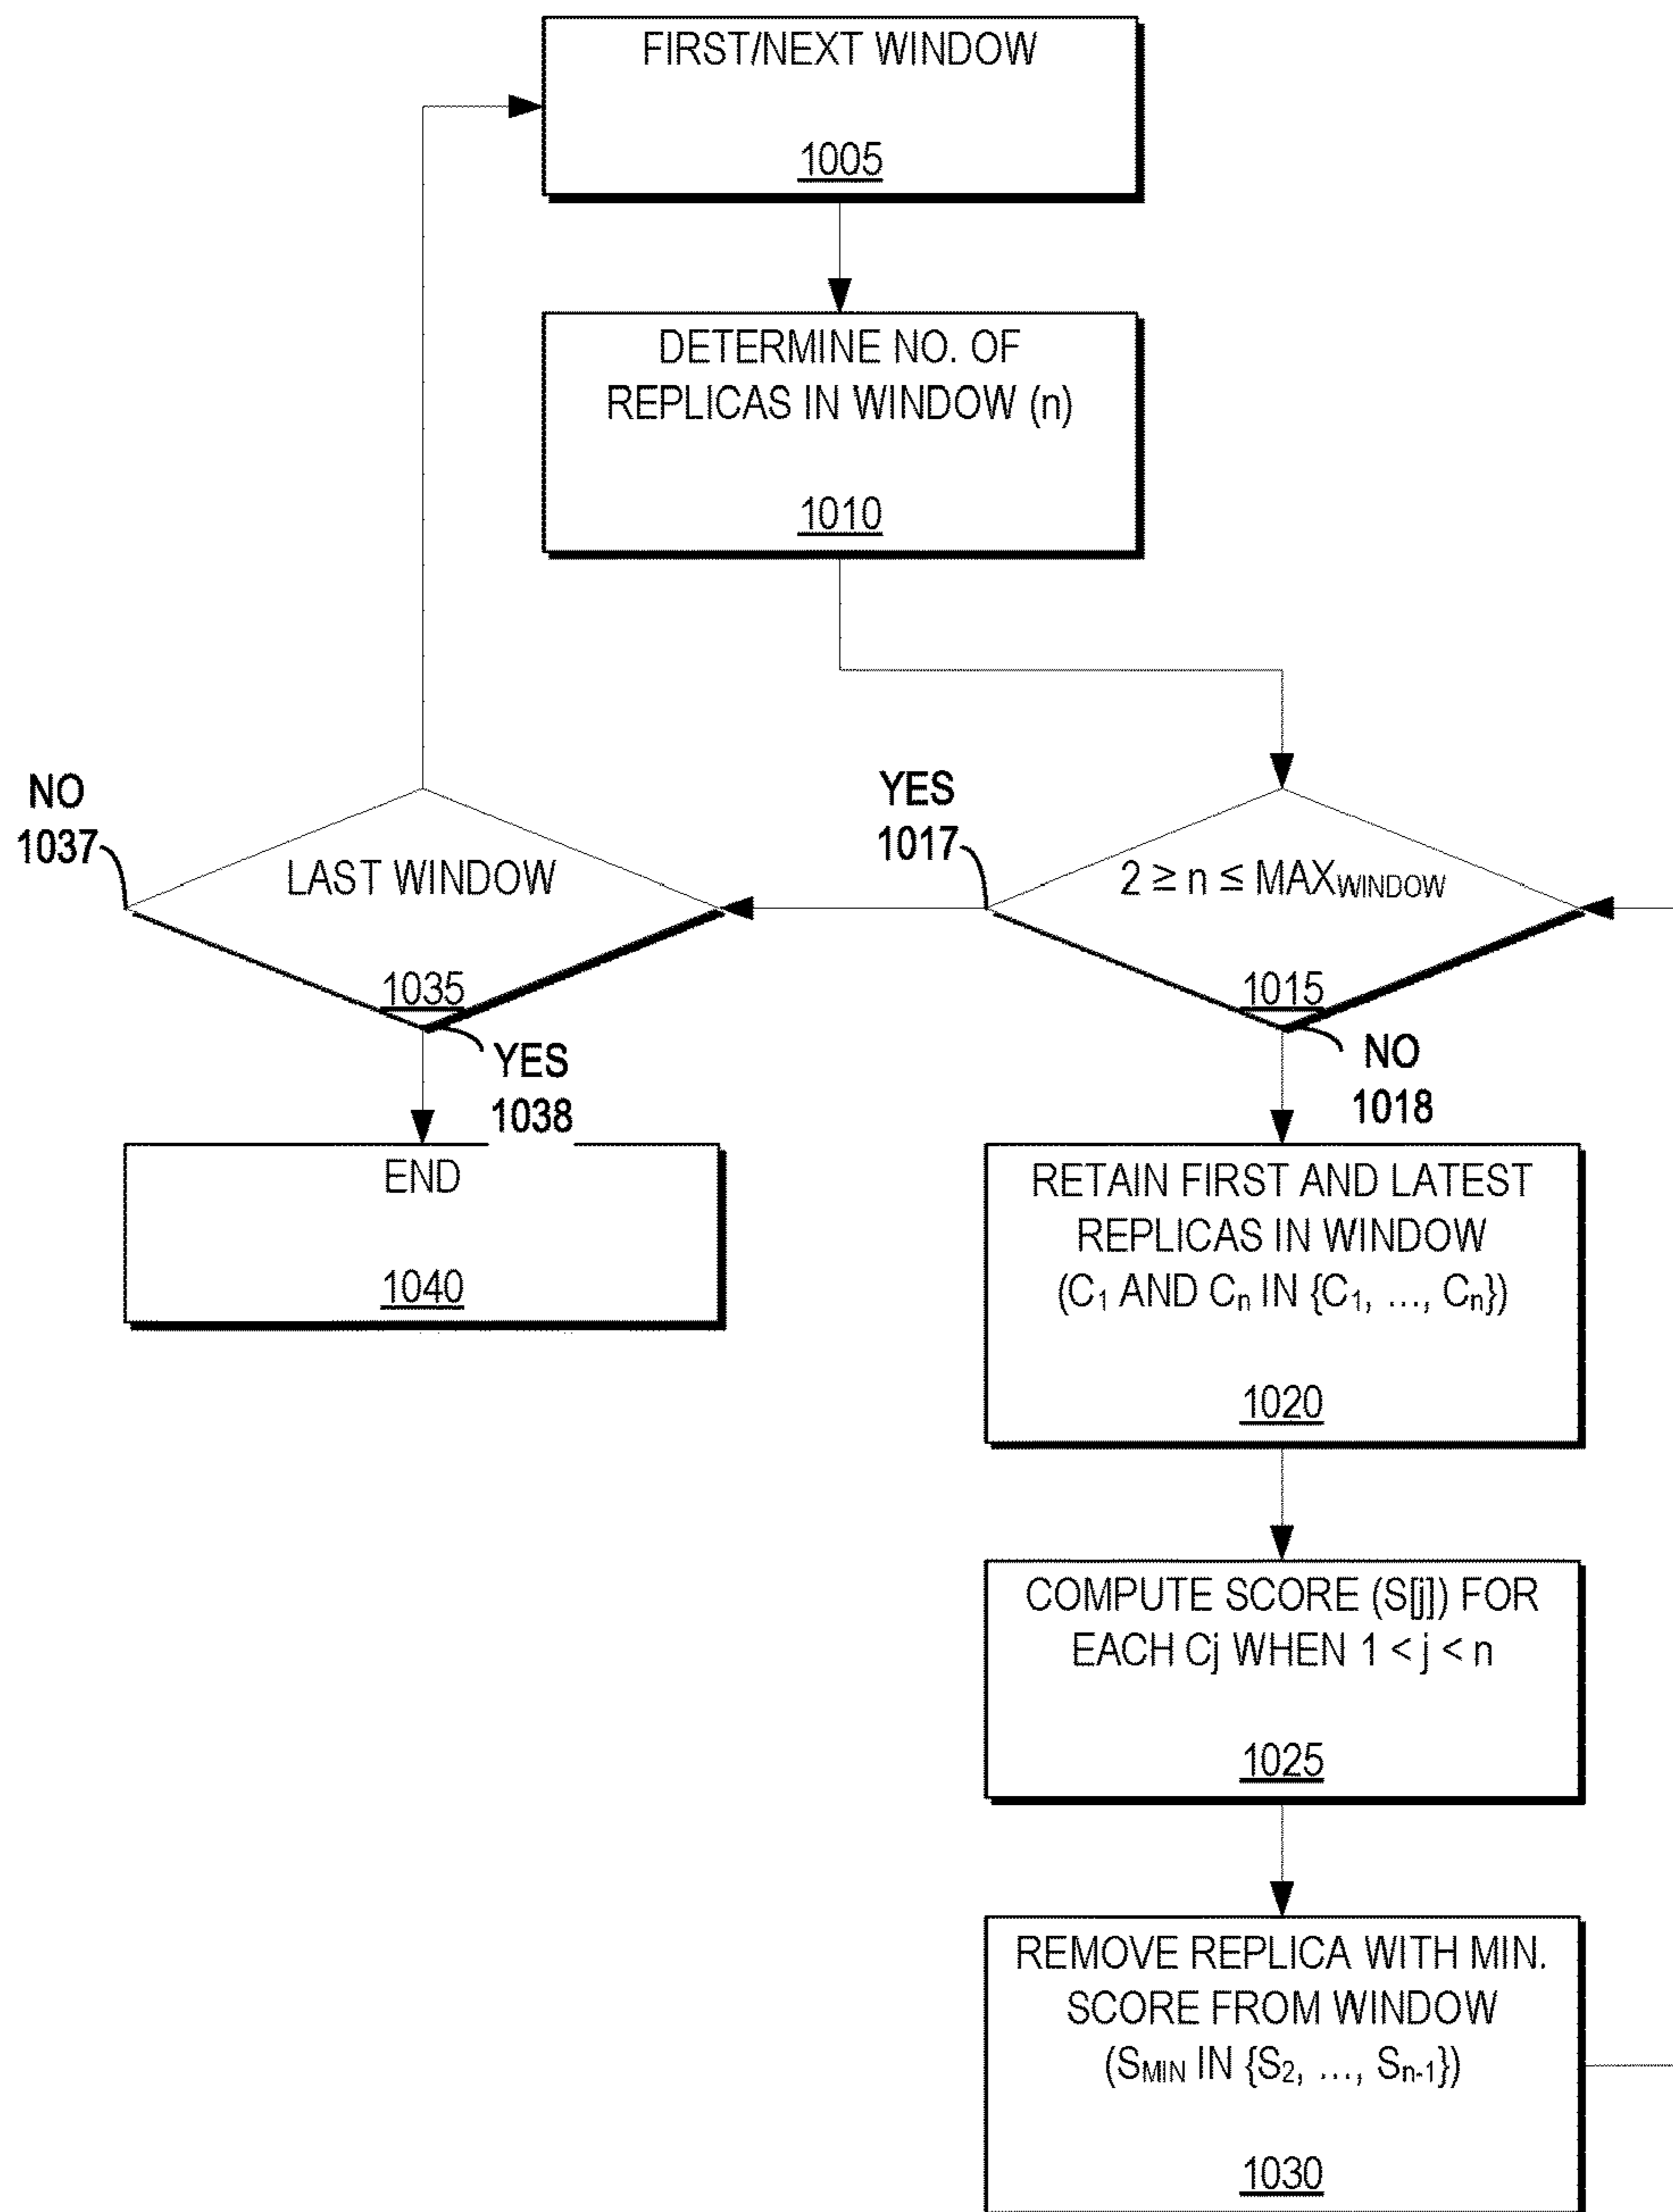 FIRST/NEXT WINDOW
1005
DETERMINE NO. OF
REPLICAS IN WINDOW (n)
1010
NO
1037
LAST WINDOW
1035
YES
1038
YES
1017
2 ≥ n ≤ MAXWINDOW
1015
NO
1018
END
1040
RETAIN FIRST AND LATEST
REPLICAS IN WINDOW
(C1 AND Cn IN {C1, ..., Cn})
1020
COMPUTE SCORE (S[j]) FOR
EACH Cj WHEN 1 < j < n
1025
REMOVE REPLICA WITH MIN.
SCORE FROM WINDOW
(SMIN IN {S2, ..., Sn-1})
1030